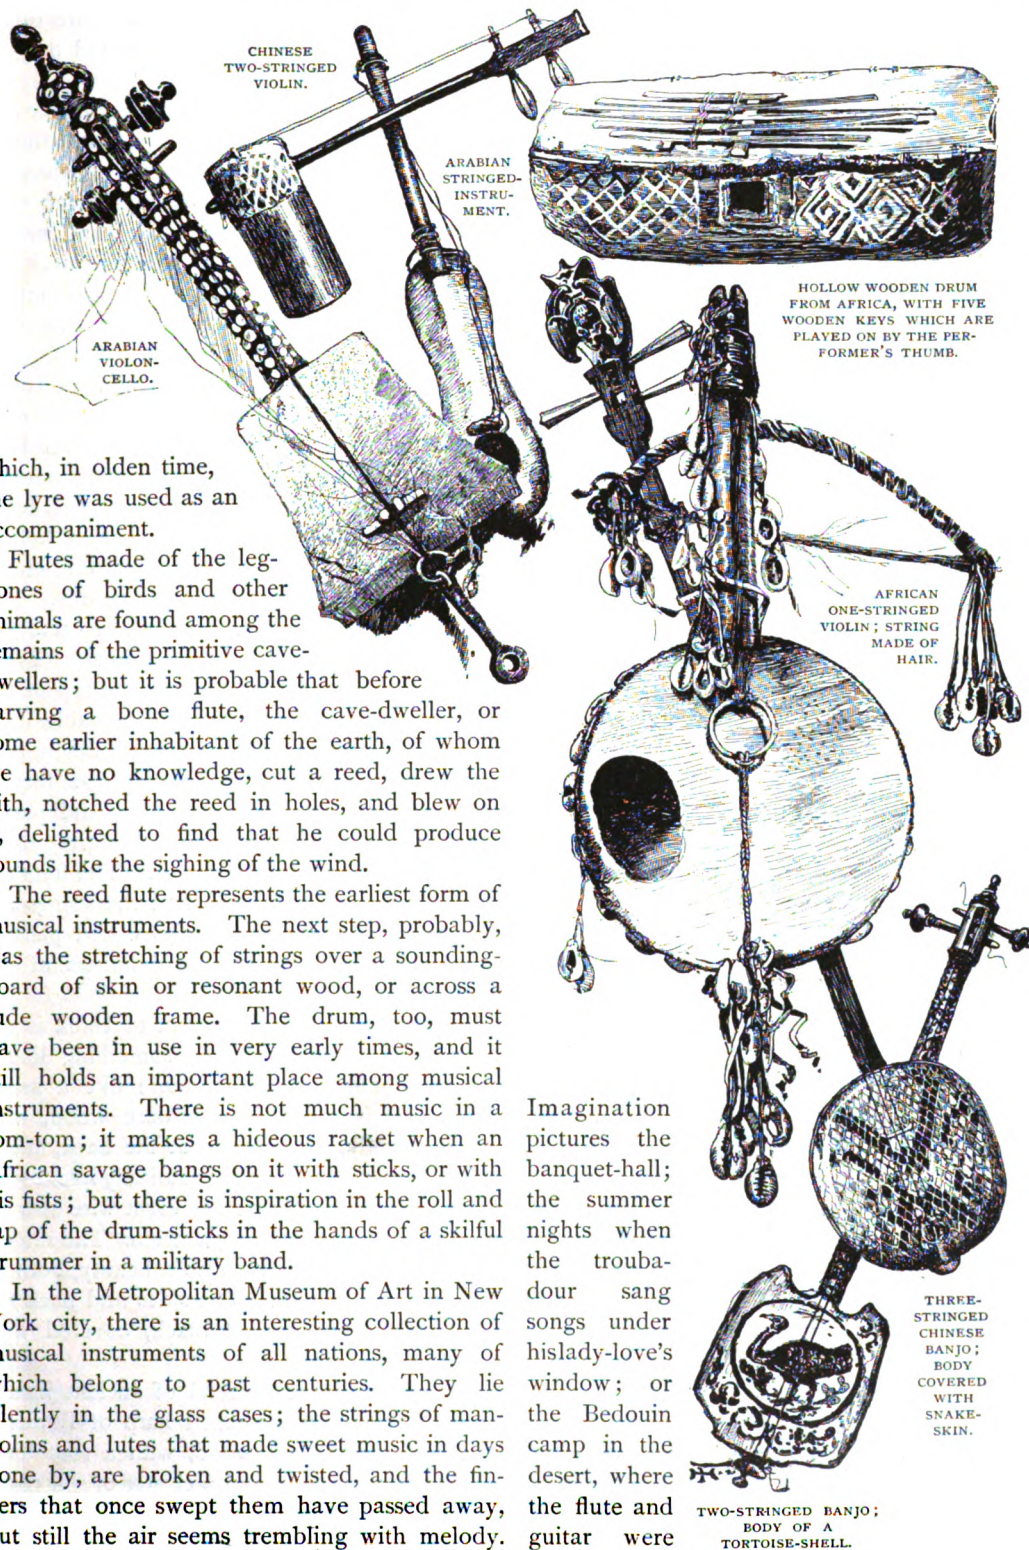 CHINESE
TWO-STRINGED
VIOLIN.
ARABIAN
STRINGED-
INSTRU-
MENT.
HOLLOW WOODEN DRUM
FROM AFRICA, WITH FIVE
WOODEN KEYS WHICH ARE
PLAYED ON BY THE PER-
FORMER'S THUMB.
ARABIAN
VIOLON-
CELLO.
hich, in olden time,
he lyre was used as an
ccompaniment.
Flutes made of the leg-
ones of birds and other
nimals are found among the
emains of the primitive cave-
wellers; but it is probable that before
arving a bone flute, the cave-dweller, or
ome earlier inhabitant of the earth, of whom
e have no knowledge, cut a reed, drew the
ith, notched the reed in holes, and blew on
, delighted to find that he could produce
ounds like the sighing of the wind.
The reed flute represents the earliest form of
usical instruments. The next step, probably,
as the stretching of strings over a sounding-
oard of skin or resonant wood, or across a
ude wooden frame. The drum, too, must
ave been in use in very early times, and it
till holds an important place among musical
nstruments. There is not much music in a
om-tom; it makes a hideous racket when an
frican savage bangs on it with sticks, or with
is fists; but there is inspiration in the roll and
ap of the drum-sticks in the hands of a skilful
rummer in a military band.
In the Metropolitan Museum of Art in New
ork city, there is an interesting collection of
usical instruments of all nations, many of
hich belong to past centuries. They lie
lently in the glass cases; the strings of man-
olins and lutes that made sweet music in days
one by, are broken and twisted, and the fin-
ers that once swept them have passed away,
ut still the air seems trembling with melody.
Imagination
pictures the
banquet-hall;
the summer
nights when
the trouba-
dour sang
songs under
hislady-love's
window; or
the Bedouin
camp in the
desert, where
the flute and
guitar were
AFRICAN
ONE-STRINGED
VIOLIN; STRING
MADE OF
HAIR.
THREE-
STRINGED
CHINESE
BANJO;
BODY
COVERED
WITH
SNAKE-
SKIN.
TWO-STRINGED BANJO;
BODY OF A
TORTOISE-SHELL.